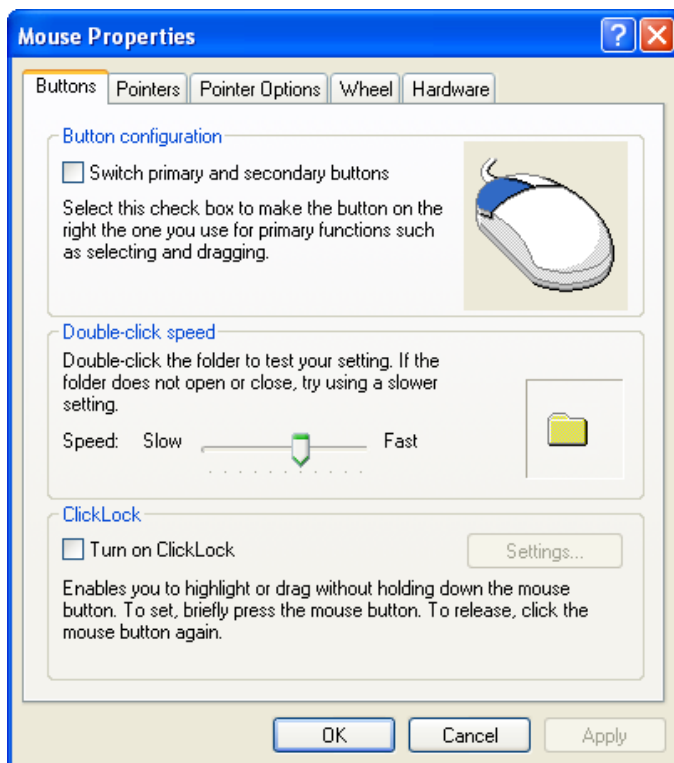 Mouse Properties
?
Buttons Pointers Pointer Options Wheel Hardware
Button configuration
Switch primary and secondary buttons
Select this check box to make the button on the
right the one you use for primary functions such
as selecting and dragging.
Double-click speed
Double-click the folder to test your setting. If the
folder does not open or close, try using a slower
setting.
Speed: Slow Fast
ClickLock
Turn on ClickLock Settings...
Enables you to highlight or drag without holding down the mouse
button. To set, briefly press the mouse button. To release, click the
mouse button again.
OK Cancel Apply